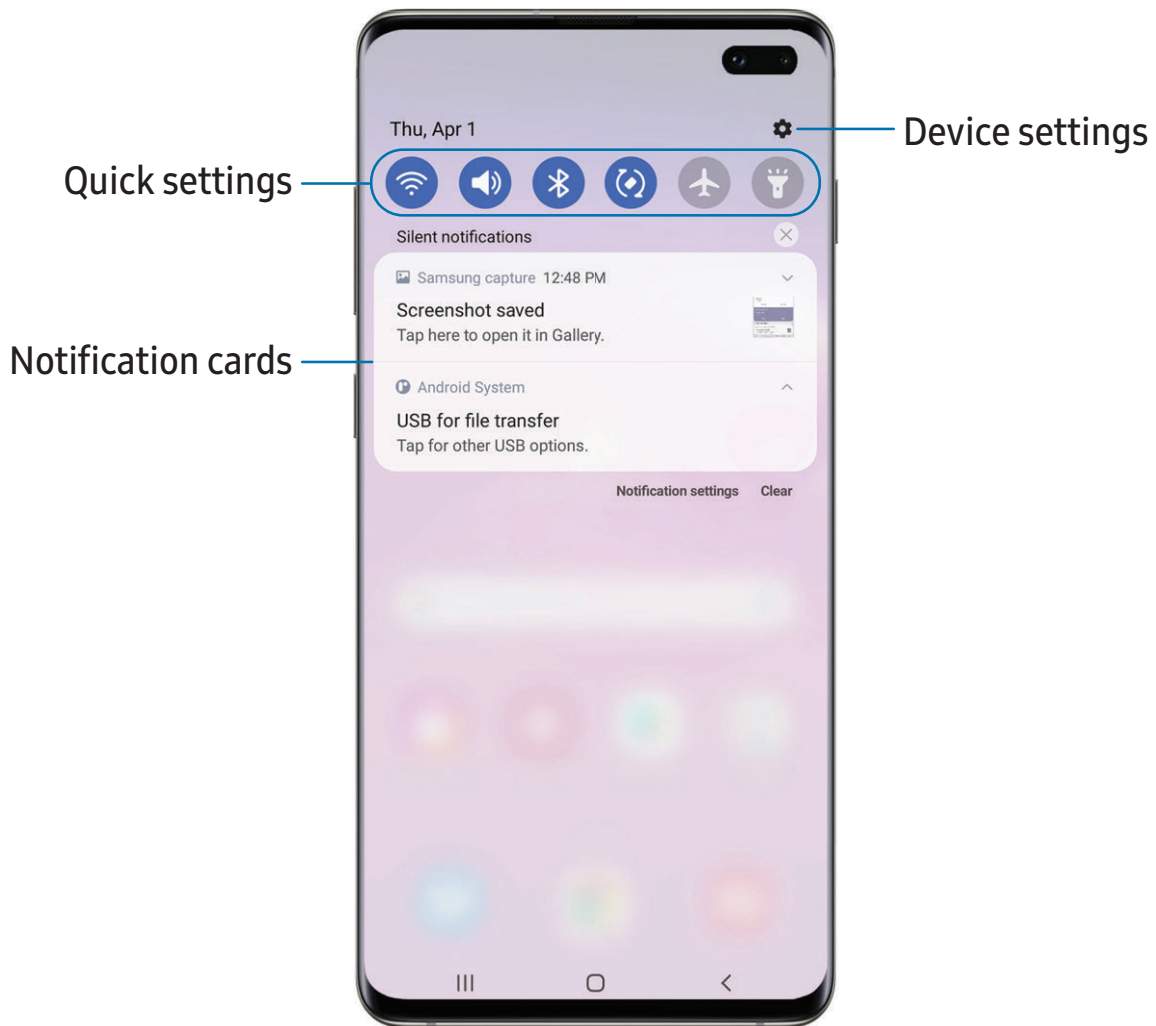 Thu, Apr 1
Device settings
Quick settings
Silent notifications
Samsung capture 12:48 PM
Screenshot saved
Tap here to open it in Gallery.
Notification cards
Android System
USB for file transfer
Tap for other USB options.
Notification settings Clear